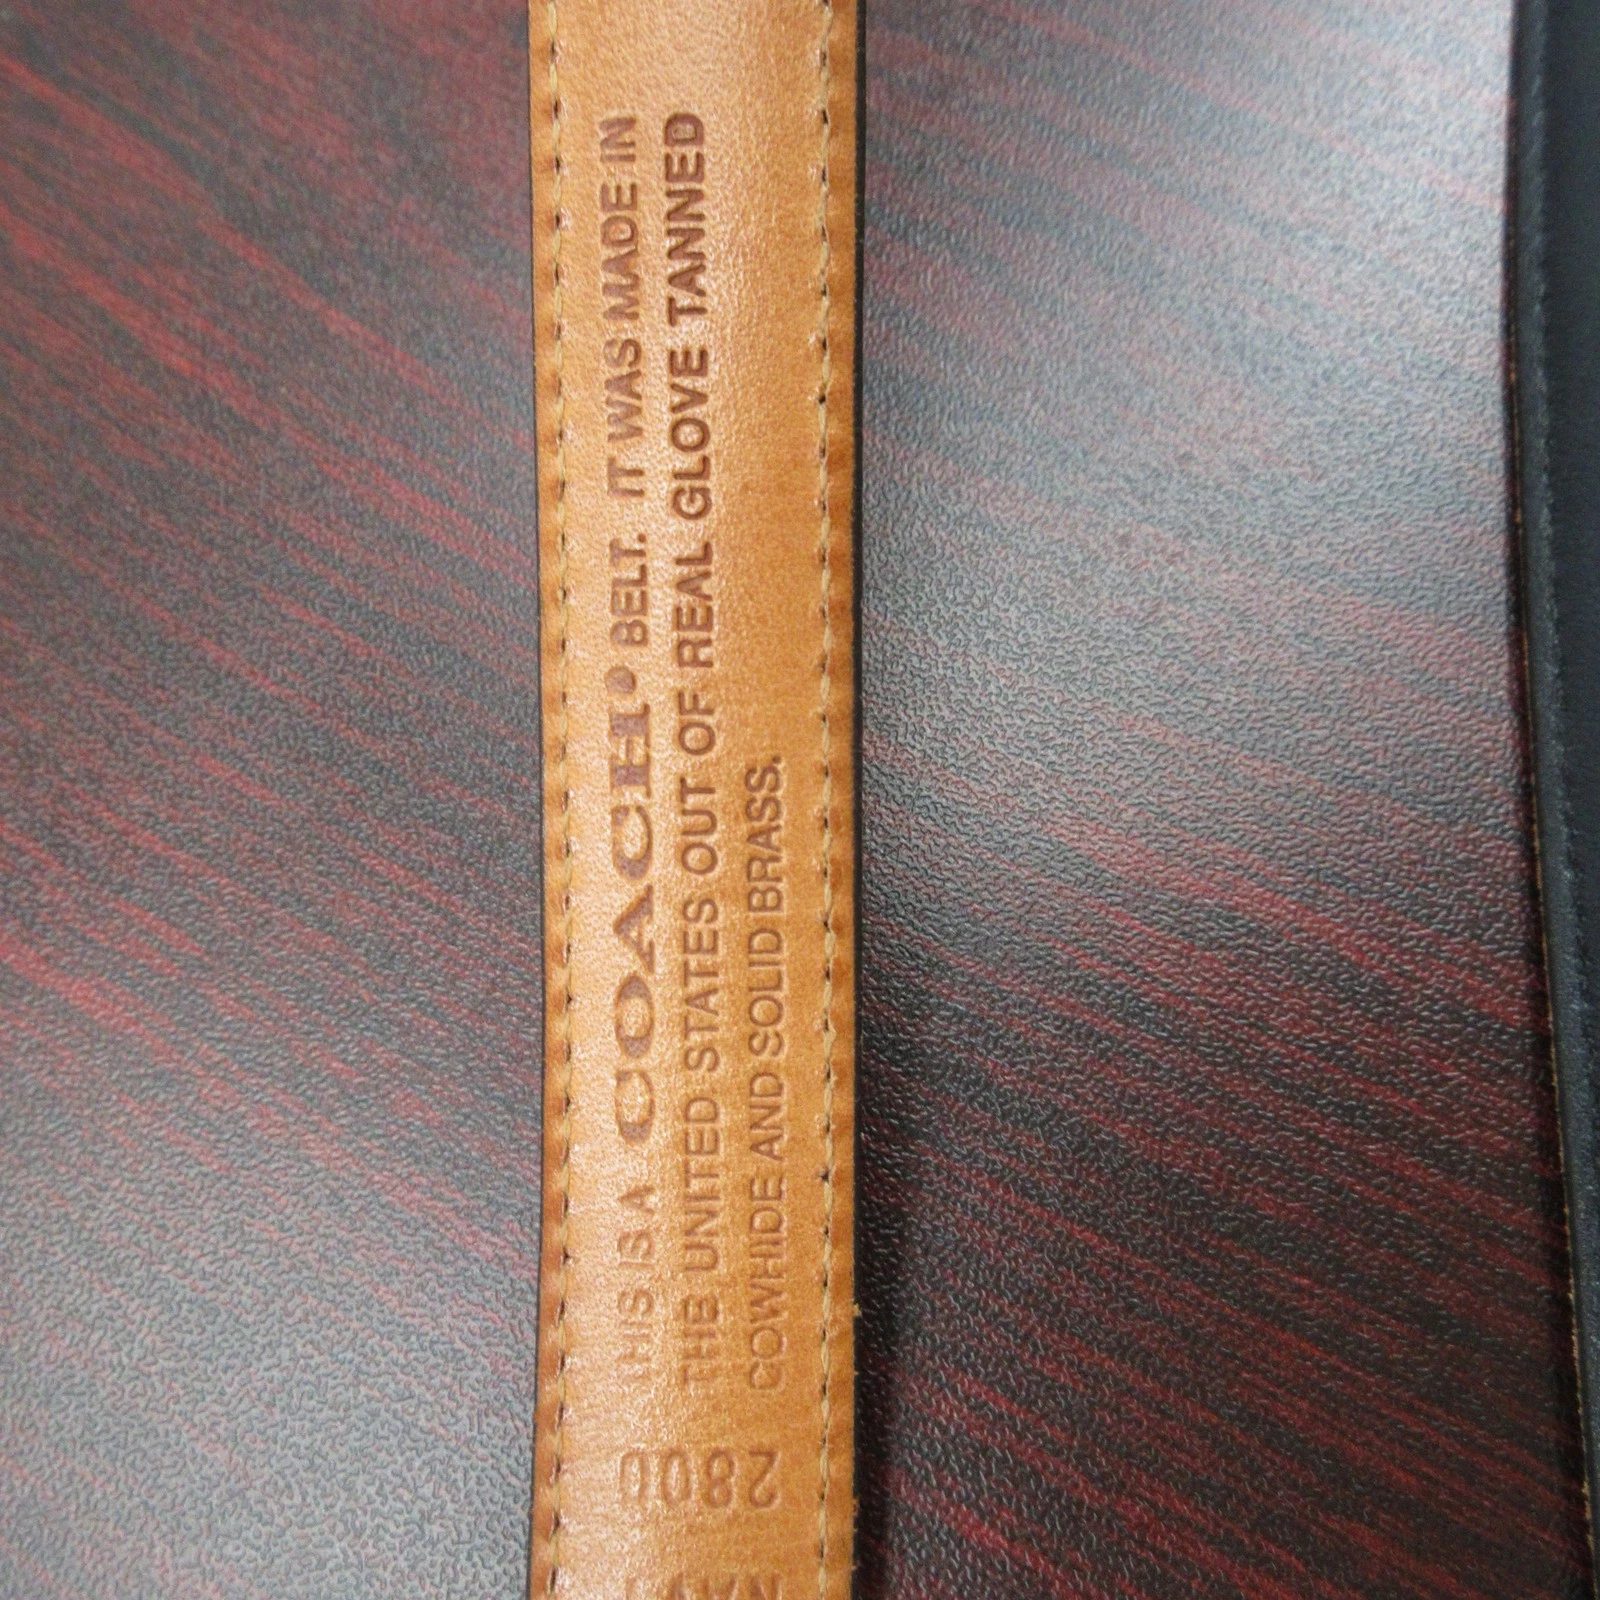 THIS IS A COACH® BELT. IT WAS MADE IN
THE UNITED STATES OUT OF REAL GLOVE TANNED
COWHIDE AND SOLID BRASS.
2800